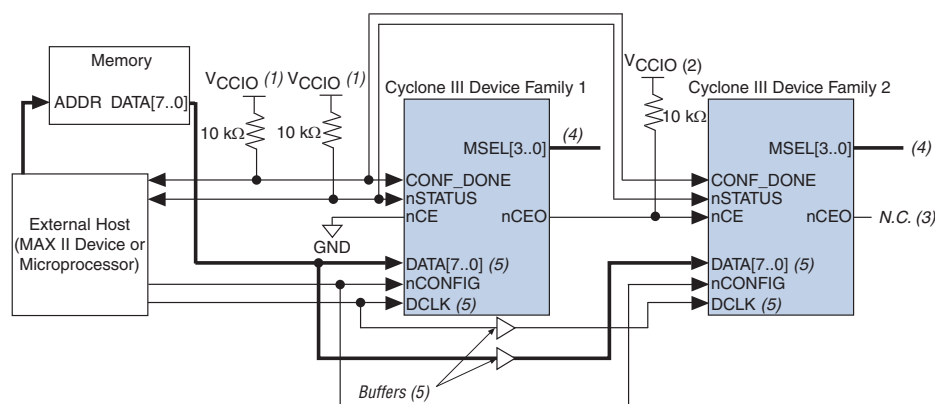 Memory
ADDR DATA[7..0]
VCCIO (1)
VCCIO (1)
10 kΩ
10 kΩ
External Host
(MAX II Device or
Microprocessor)
GND
Cyclone III Device Family 1
MSEL[3..0]
(4)
CONF_DONE
nSTATUS
nCE
nCEO
DATA[7..0] (5)
nCONFIG
DCLK (5)
Buffers (5)
VCCIO (2)
10 kΩ
Cyclone III Device Family 2
MSEL[3..0]
(4)
CONF_DONE
nSTATUS
nCE
nCEO
N.C. (3)
DATA[7..0] (5)
nCONFIG
DCLK (5)